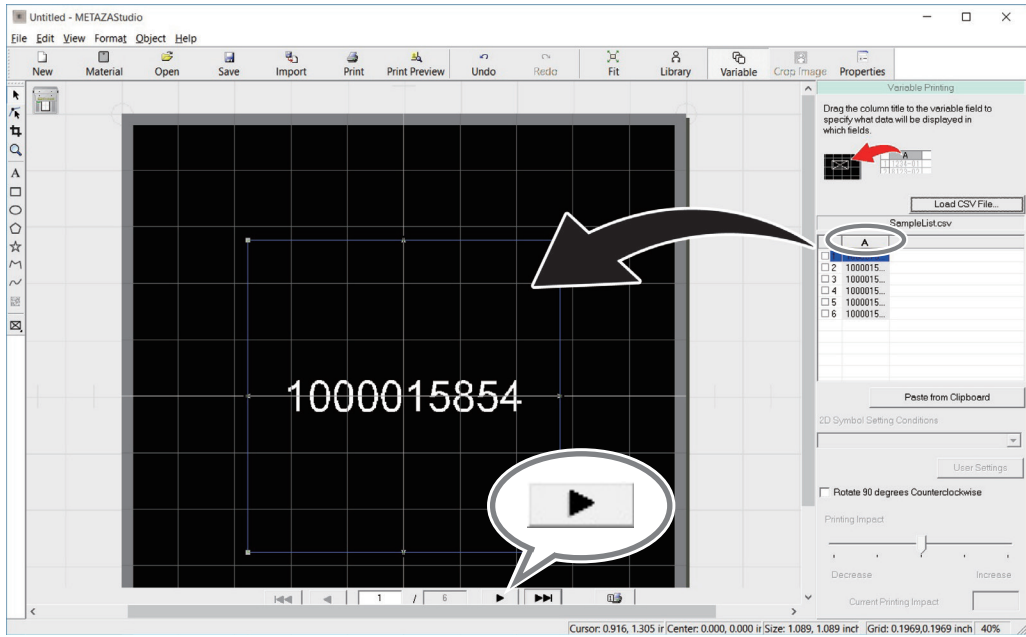 Untitled - METAZAStudio
File Edit View Format Object Help
New Material Open Save Import Print Print Preview Undo Redo Fit Library Variable Crop Image Properties
Variable Printing
Drag the column title to the variable field to
specify what data will be displayed in
which fields.
A
Load CSV File...
SampleList.csv
A
1
2 1000015...
3 1000015...
4 1000015...
5 1000015...
6 1000015...
1000015854
Paste from Clipboard
2D Symbol Setting Conditions
User Settings
Rotate 90 degrees Counterclockwise
Printing Impact
Decrease Increase
Current Printing Impact
1 / 6
Cursor: 0.916, 1.305 ir Center: 0.000, 0.000 ir Size: 1.089, 1.089 inch Grid: 0.1969,0.1969 inch 40%